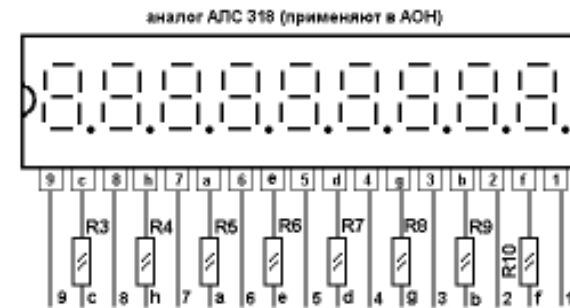 аналог АЛС 318 (применяют в АОН)
9 c 8 h 7 a 6 e 5 d 4 g 3 b 2 f 1
R3 R4 R5 R6 R7 R8 R9 R10
9 c 8 h 7 a 6 e 5 d 4 g 3 b 2 f 1